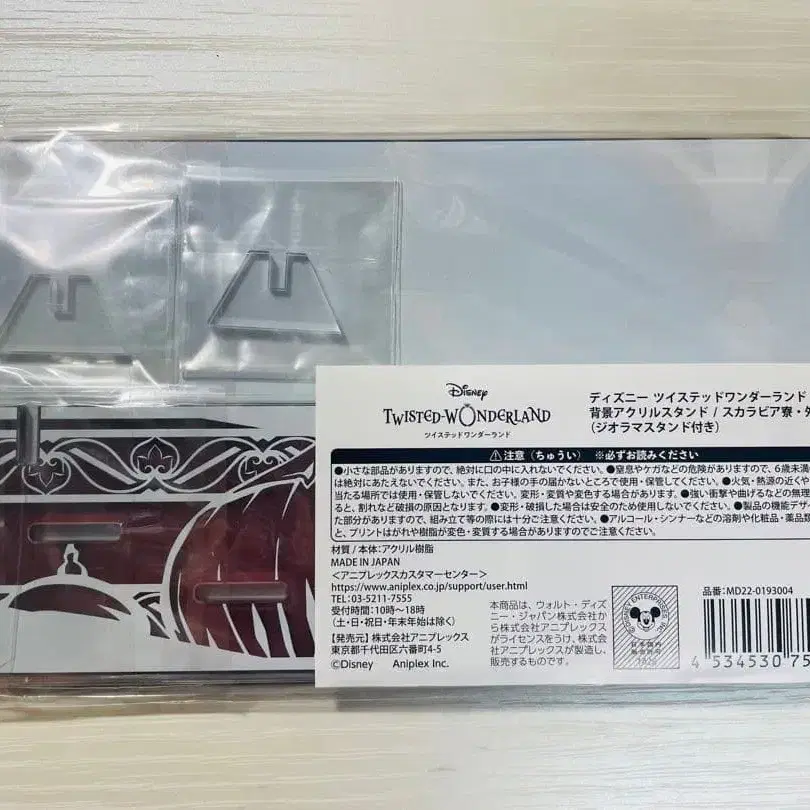 Disney
TWISTED-WONDERLAND
ツイステッドワンダーランド
ディズニー ツイステッドワンダーランド
背景アクリルスタンド / スカラビア寮・
（ジオラマスタンド付き）
⚠注意（ちゅうい） ※必ずお読みください
●小さな部品がありますので、絶対に口の中に入れないでください。●窒息やケガなどの危険がありますので、6歳未満
は絶対にあたえないでください。また、お子様の手の届かないところで使用・保管してください。●火気・熱源の近くや
当たる場所では使用・保管しないでください。変形・変質や変色する場合があります。●強い衝撃や曲げるなどの無理
ると、割れなど破損の原因となります。●変形・破損した場合は安全のため使用しないでください。●製品の機能デザ
た部分がありますので、組み立て等の際には十分ご注意ください。●アルコール・シンナーなどの溶剤や化粧品・薬品
と、プリントはがれや樹脂が変色・変質する場合がありますのでご注意ください。
材質 / 本体：アクリル樹脂
MADE IN JAPAN
＜アニプレックスカスタマーセンター＞
https://www.aniplex.co.jp/support/user.html
TEL：03-5211-7555
受付時間：10時～18時
（土・日・祝日・年末年始は除く）
【発売元】株式会社アニプレックス
東京都千代田区六番町4-5
©Disney Aniplex Inc.
本商品は、ウォルト・ディズ
ニー・ジャパン株式会社か
ら株式会社アニプレックス
がライセンスをうけ、株式会
社アニプレックスが製造し、
販売するものです。
©DISNEY ENTERPRISES, INC.
品番：MD22-0193004
4 534530 75